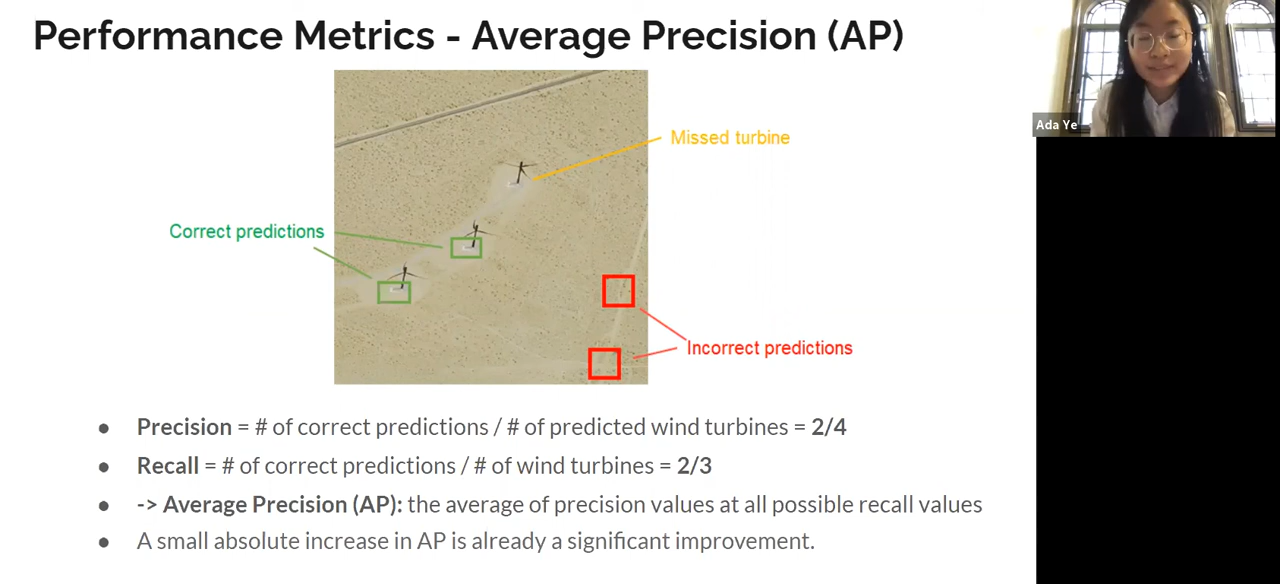 Performance Metrics - Average Precision (AP)
Ada Ye
Missed turbine
Correct predictions
Incorrect predictions
● Precision = # of correct predictions / # of predicted wind turbines = 2/4
● Recall = # of correct predictions / # of wind turbines = 2/3
● -> Average Precision (AP): the average of precision values at all possible recall values
● A small absolute increase in AP is already a significant improvement.